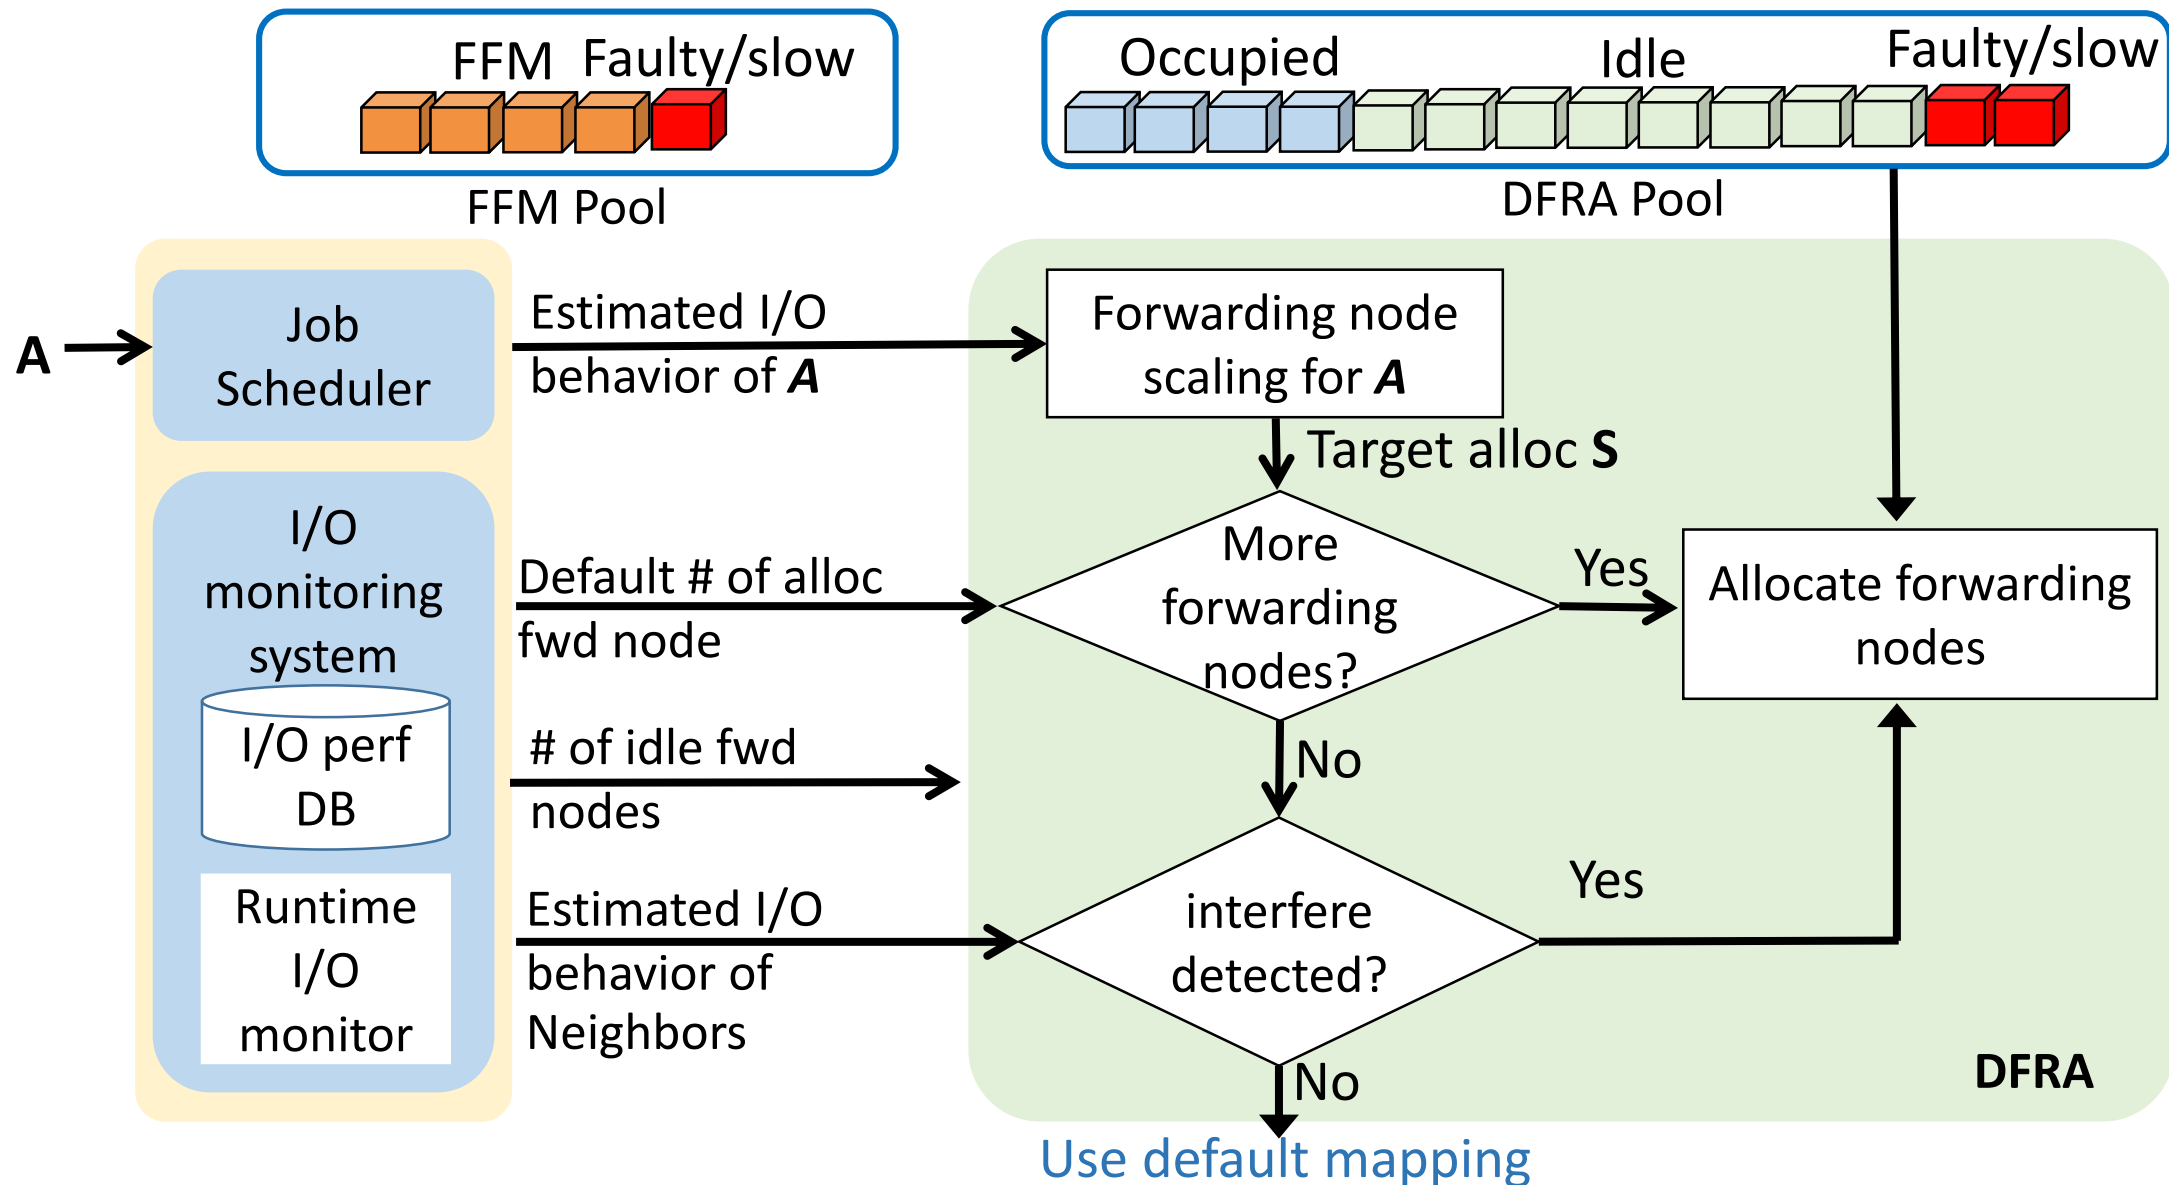 FFM
Faulty/slow
FFM Pool
Occupied
Idle
Faulty/slow
DFRA Pool
A
Job
Scheduler
Estimated I/O
behavior of A
Forwarding node
scaling for A
Target alloc S
I/O
monitoring
system
I/O perf
DB
Runtime
I/O
monitor
Default # of alloc
fwd node
More
forwarding
nodes?
Yes
Allocate forwarding
nodes
# of idle fwd
nodes
No
Estimated I/O
behavior of
Neighbors
interfere
detected?
Yes
No
DFRA
Use default mapping